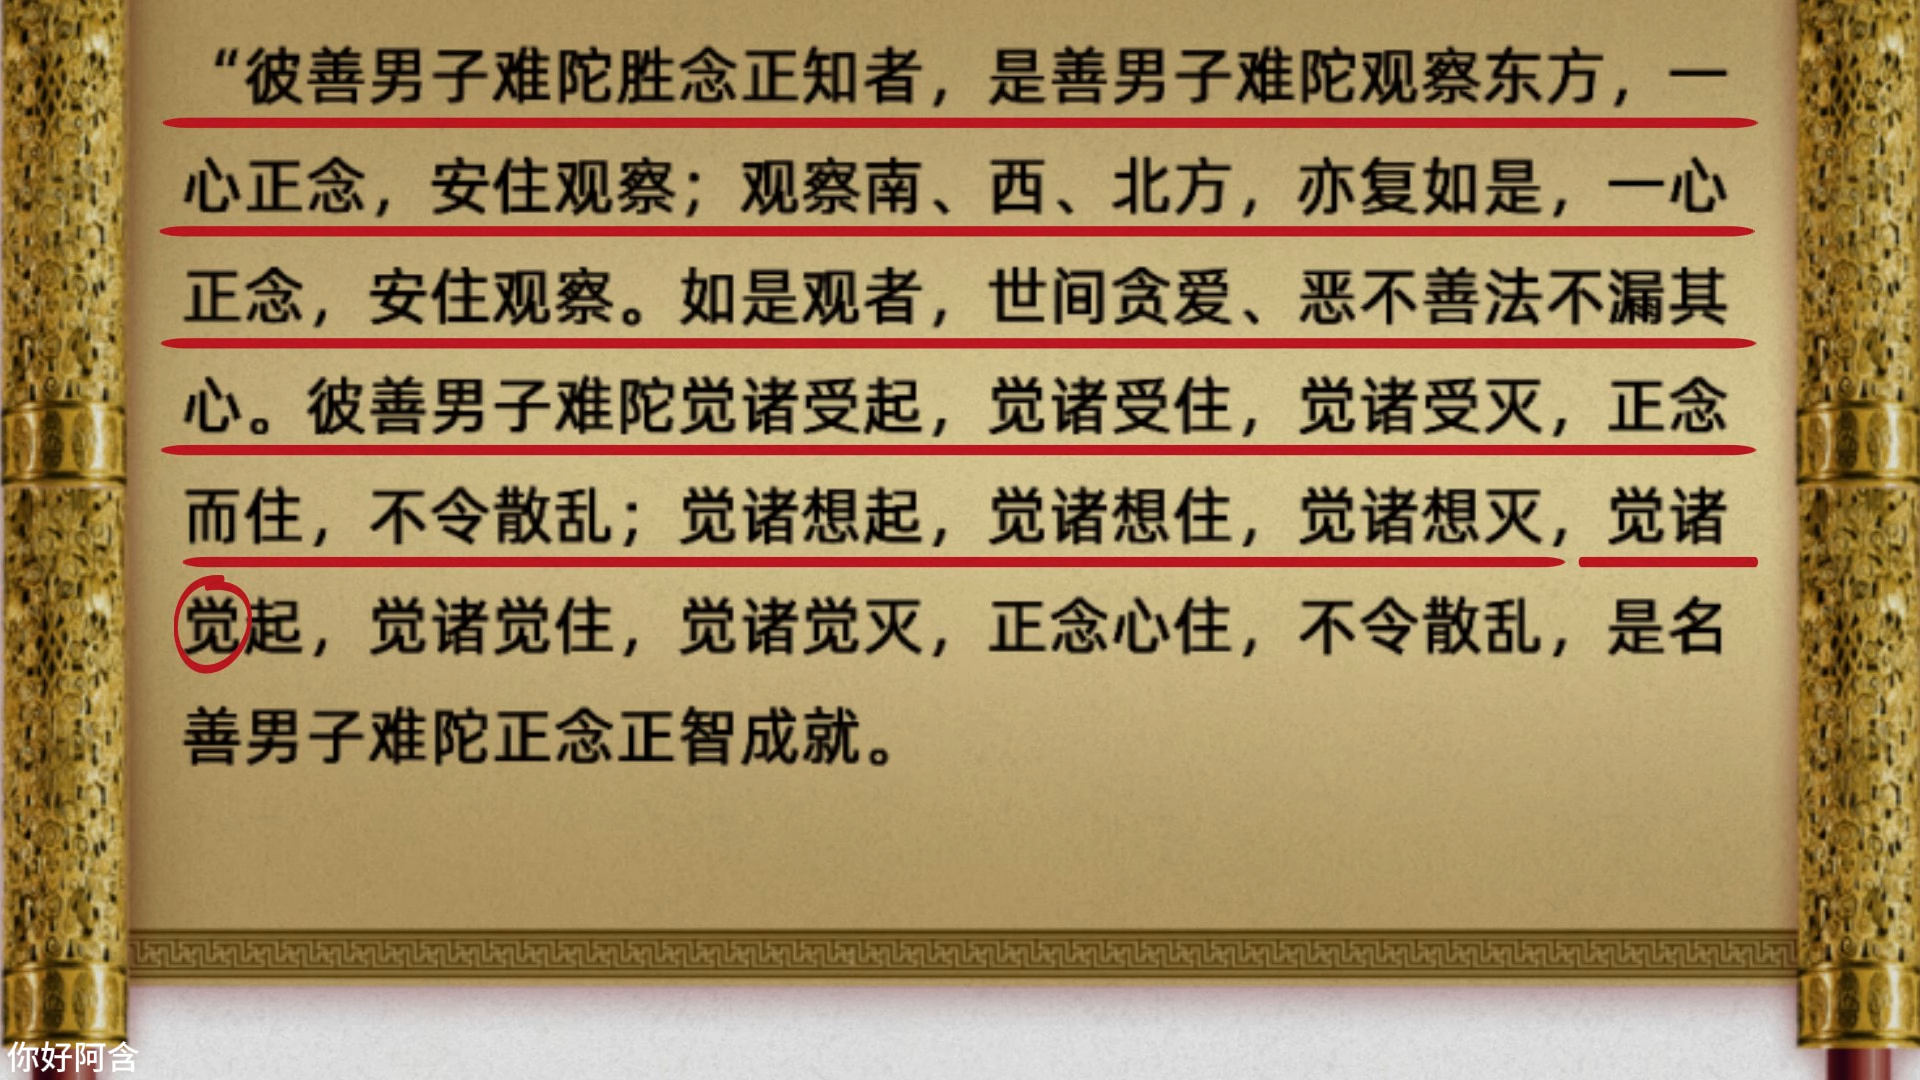 “彼善男子难陀胜念正知者，是善男子难陀观察东方，一
心正念，安住观察；观察南、西、北方，亦复如是，一心
正念，安住观察。如是观者，世间贪爱、恶不善法不漏其
心。彼善男子难陀觉诸受起，觉诸受住，觉诸受灭，正念
而住，不令散乱；觉诸想起，觉诸想住，觉诸想灭，觉诸
觉起，觉诸觉住，觉诸觉灭，正念心住，不令散乱，是名
善男子难陀正念正智成就。
你好阿含